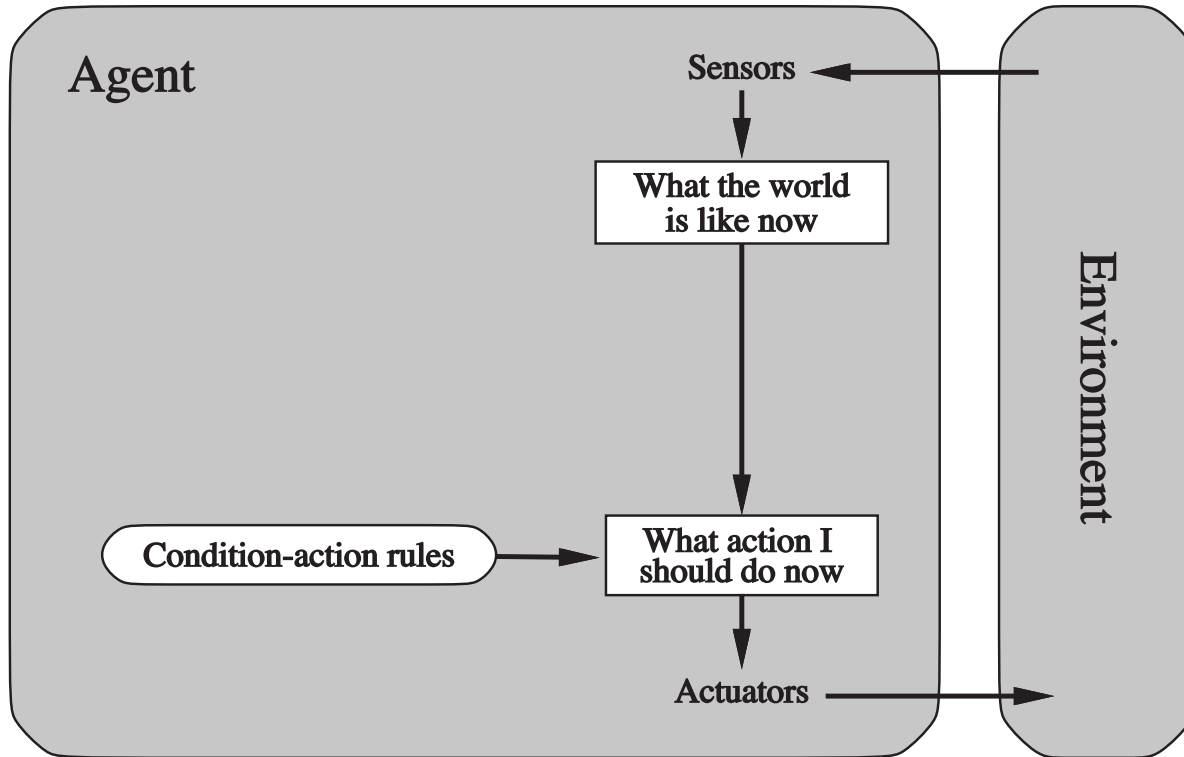 Agent
Sensors
What the world
is like now
Environment
Condition-action rules
What action I
should do now
Actuators